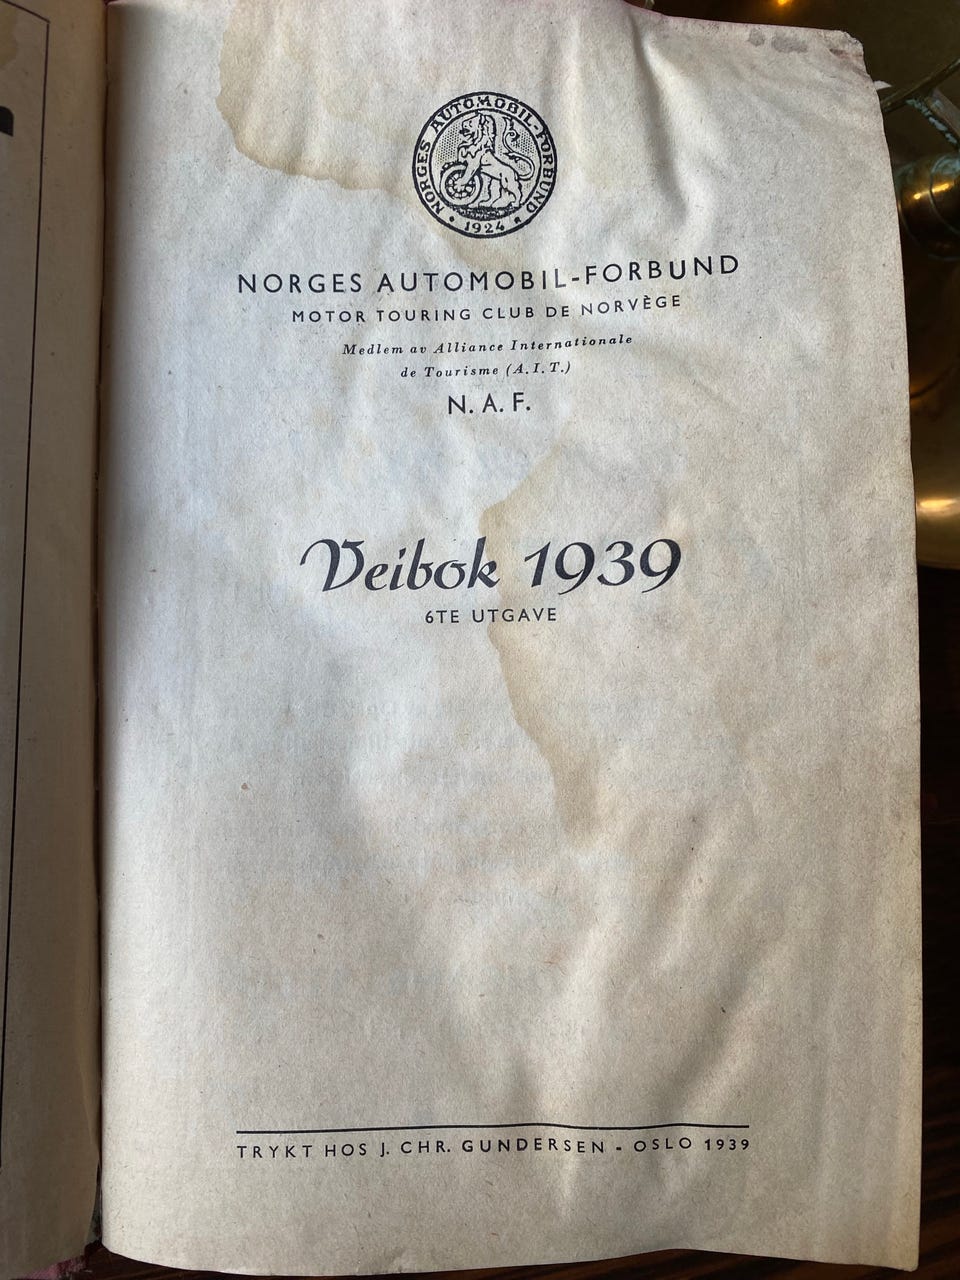 NORGES AUTOMOBIL-FORBUND
• 1924 •
NORGES AUTOMOBIL-FORBUND
MOTOR TOURING CLUB DE NORVÈGE
Medlem av Alliance Internationale
de Tourisme (A.I.T.)
N. A. F.
Veibok 1939
6TE UTGAVE
TRYKT HOS J. CHR. GUNDERSEN - OSLO 1939